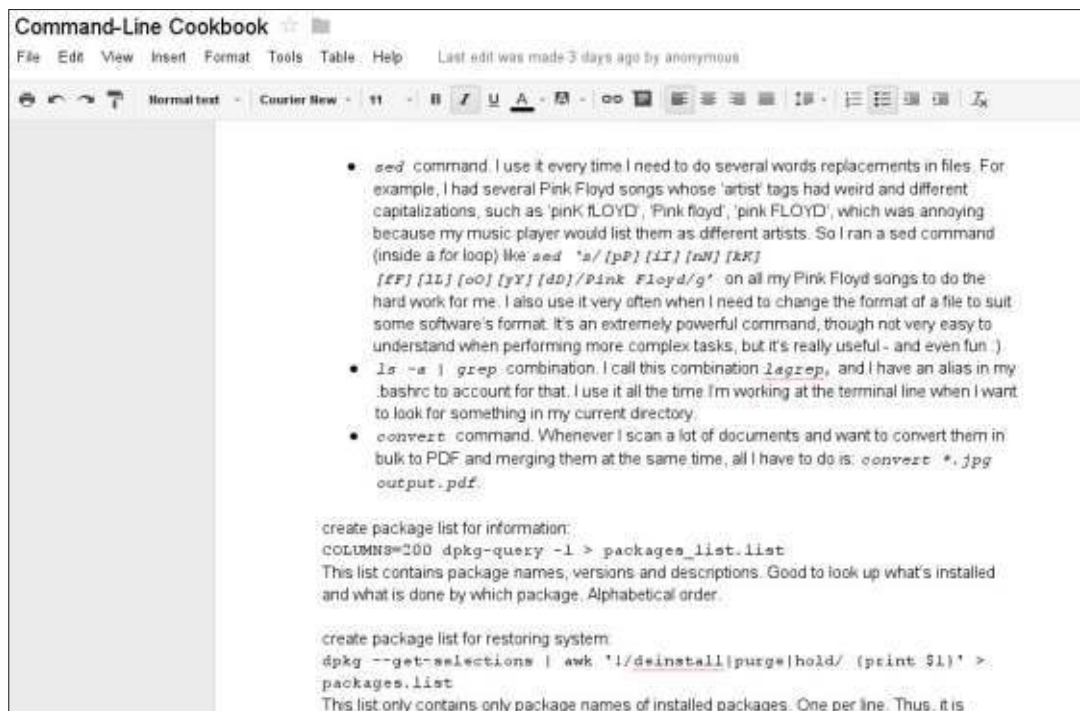 Command-Line Cookbook
File Edit View Insert Format Tools Table Help Last edit was made 3 days ago by anonymous
Normal text Courier New 11 B I U A
• sed command. I use it every time I need to do several words replacements in files. For
example, I had several Pink Floyd songs whose 'artist' tags had weird and different
capitalizations, such as 'pinK fLOYD', 'Pink floyd', 'pink FLOYD', which was annoying
because my music player would list them as different artists. So I ran a sed command
(inside a for loop) like sed 's/[pP][iI][nN][kK]
[fF][lL][oO][yY][dD]/Pink Floyd/g' on all my Pink Floyd songs to do the
hard work for me. I also use it very often when I need to change the format of a file to suit
some software's format. It's an extremely powerful command, though not very easy to
understand when performing more complex tasks, but it's really useful - and even fun :)
• ls -a | grep combination. I call this combination lsgrep, and I have an alias in my
.bashrc to account for that. I use it all the time I'm working at the terminal line when I want
to look for something in my current directory.
• convert command. Whenever I scan a lot of documents and want to convert them in
bulk to PDF and merging them at the same time, all I have to do is: convert *.jpg
output.pdf.
create package list for information:
COLUMNS=200 dpkg-query -l > packages_list.list
This list contains package names, versions and descriptions. Good to look up what's installed
and what is done by which package. Alphabetical order.
create package list for restoring system:
dpkg --get-selections | awk '!/deinstall|purge|hold/ {print $1}' >
packages.list
This list only contains only package names of installed packages. One per line. Thus, it is